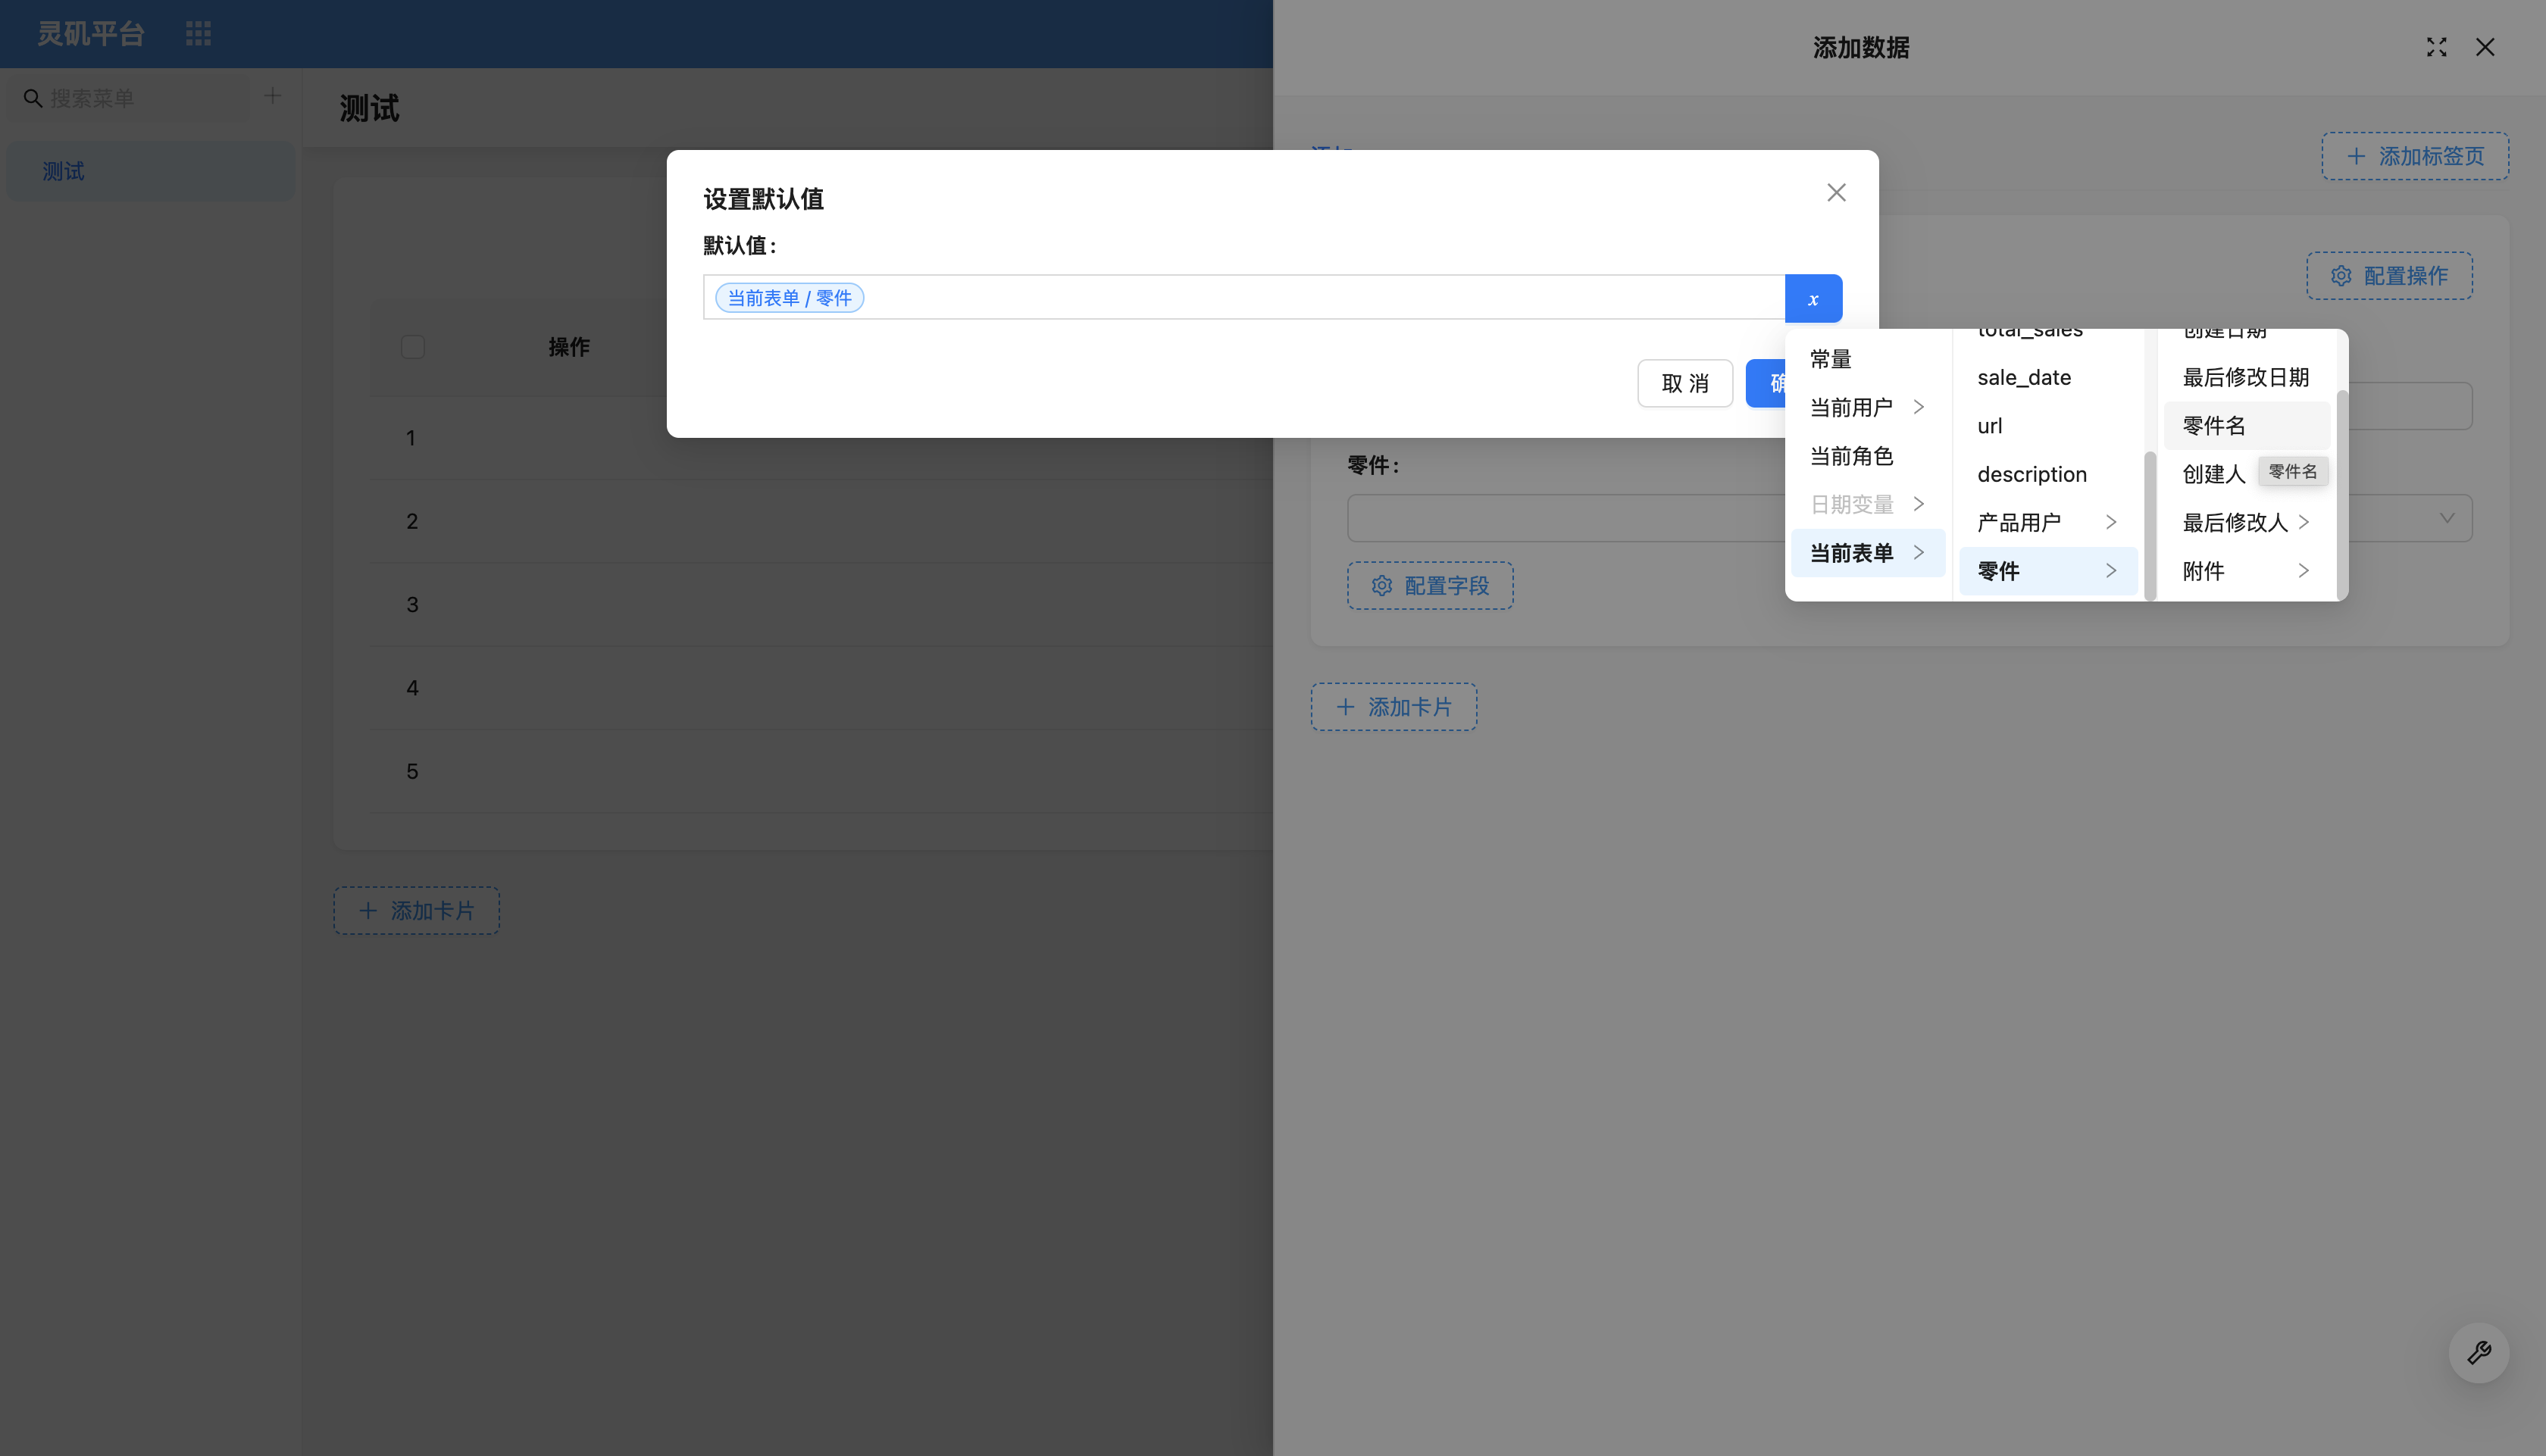 灵矶平台
搜索菜单
测试
测试
操作
1
2
3
4
5
添加卡片
添加数据
添加标签页
配置操作
零件:
配置字段
添加卡片
设置默认值
默认值:
当前表单 / 零件
x
取 消
常量
当前用户
当前角色
日期变量
当前表单
total_sales
sale_date
url
description
产品用户
零件
创建日期
最后修改日期
零件名
创建人
零件名
最后修改人
附件